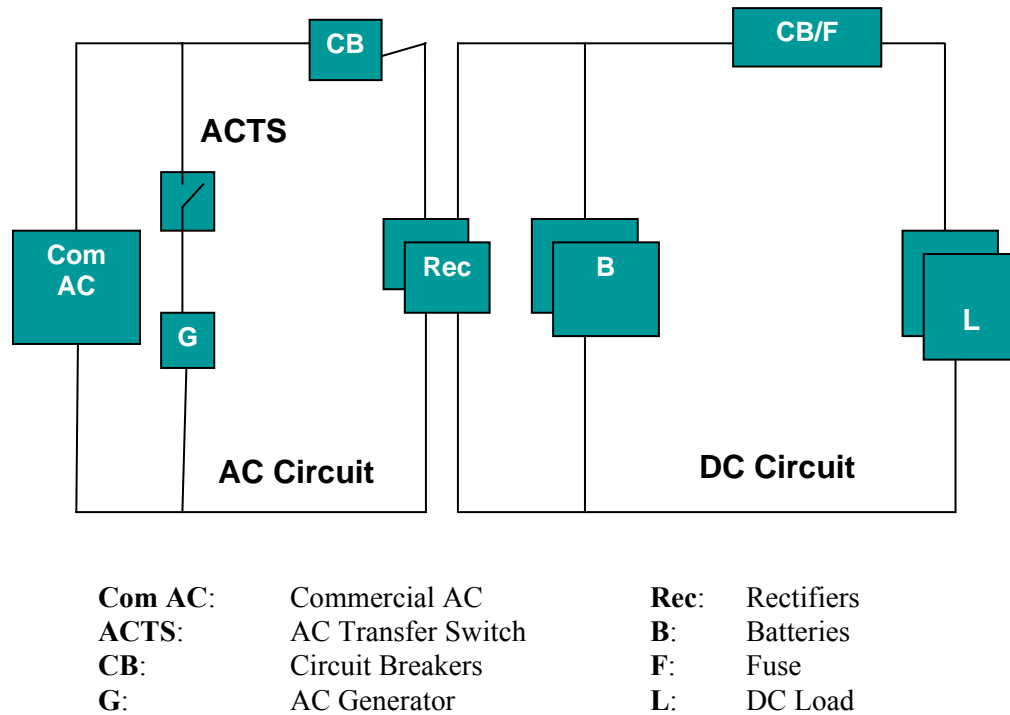 CB
CB/F
ACTS
Com
AC
Rec
B
G
L
AC Circuit
DC Circuit
Com AC: Commercial AC Rec: Rectifiers
ACTS: AC Transfer Switch B: Batteries
CB: Circuit Breakers F: Fuse
G: AC Generator L: DC Load